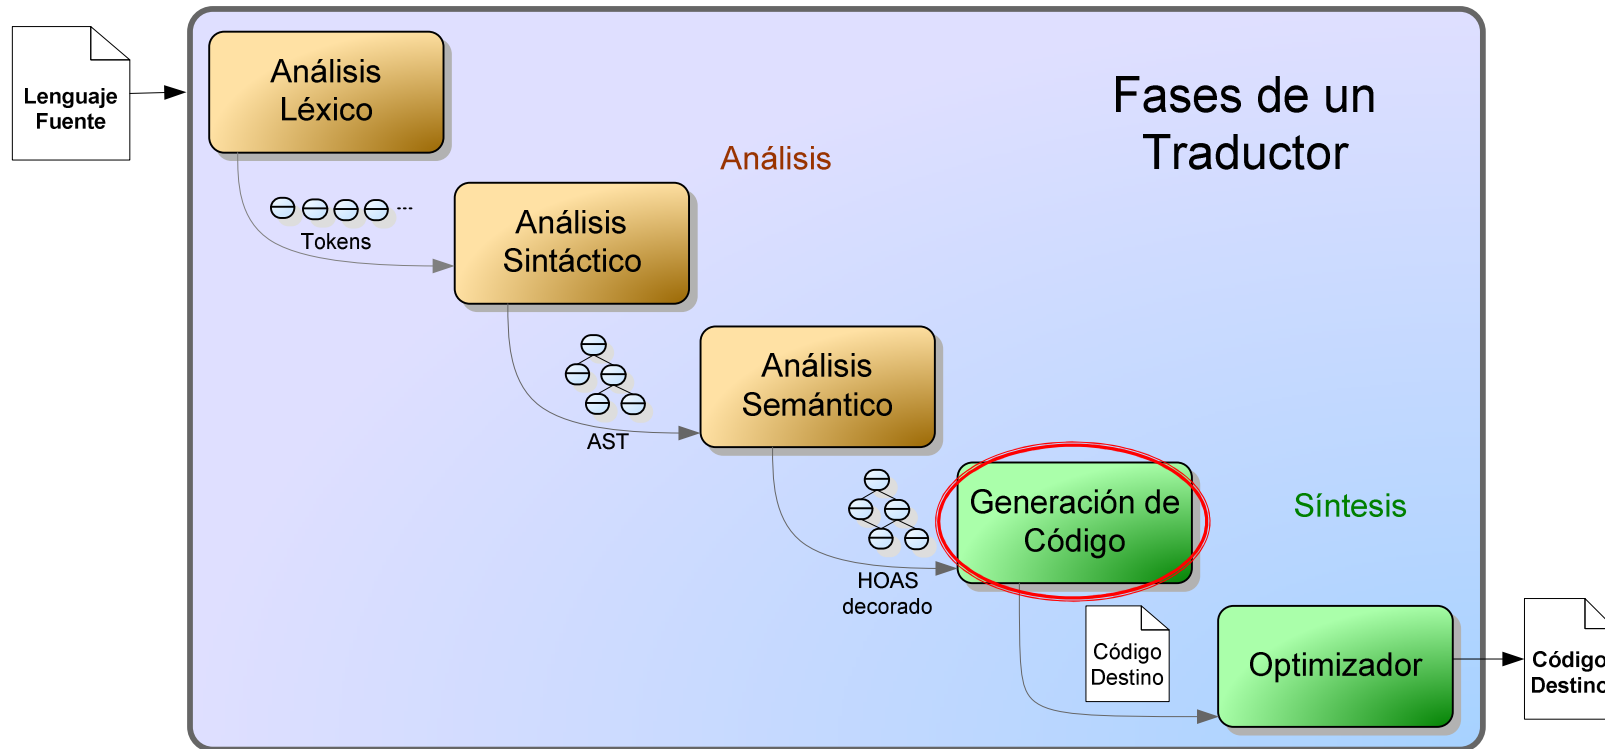 Lenguaje
Fuente
Análisis
Léxico
Fases de un
Traductor
Análisis
Tokens
Análisis
Sintáctico
AST
Análisis
Semántico
HOAS
decorado
Generación de
Código
Síntesis
Código
Destino
Optimizador
Código
Destino